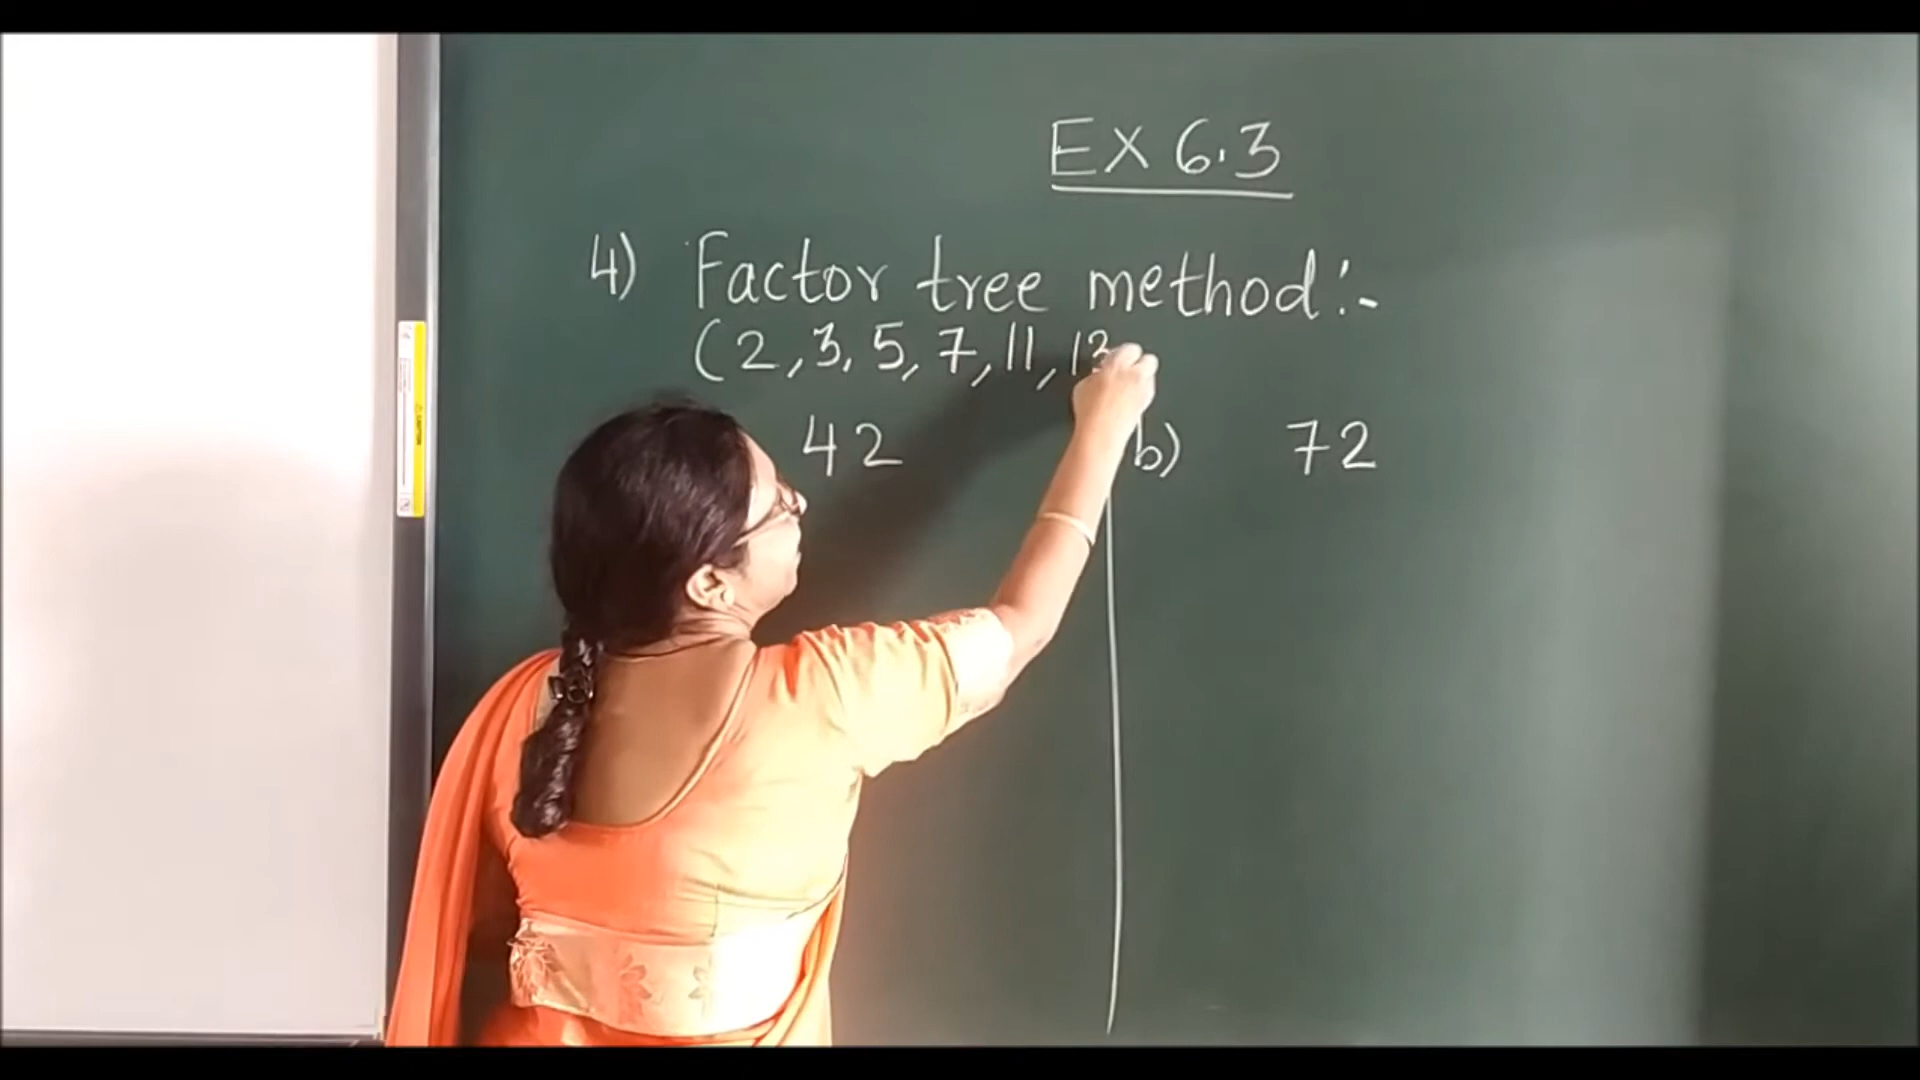 EX 6.3
4) Factor tree method:-
(2, 3, 5, 7, 11, 13
42 b) 72